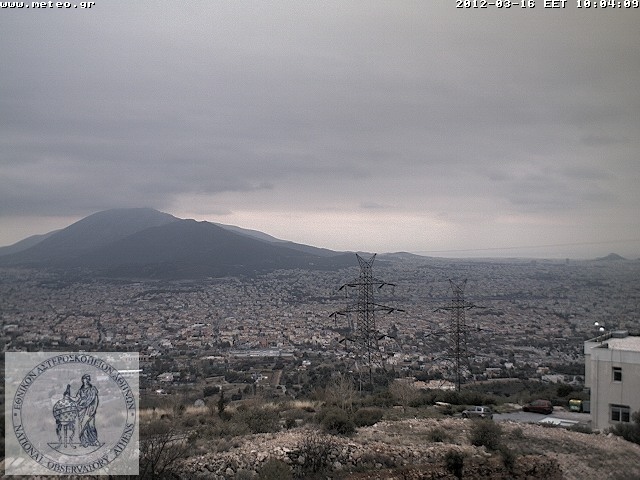 www.meteo.gr
2012-03-16 EET 10:04:09
ΕΘΝΙΚΟΝ ΑΣΤΕΡΟΣΚΟΠΕΙΟΝ ΑΘΗΝΩΝ
NATIONAL OBSERVATORY ATHENS